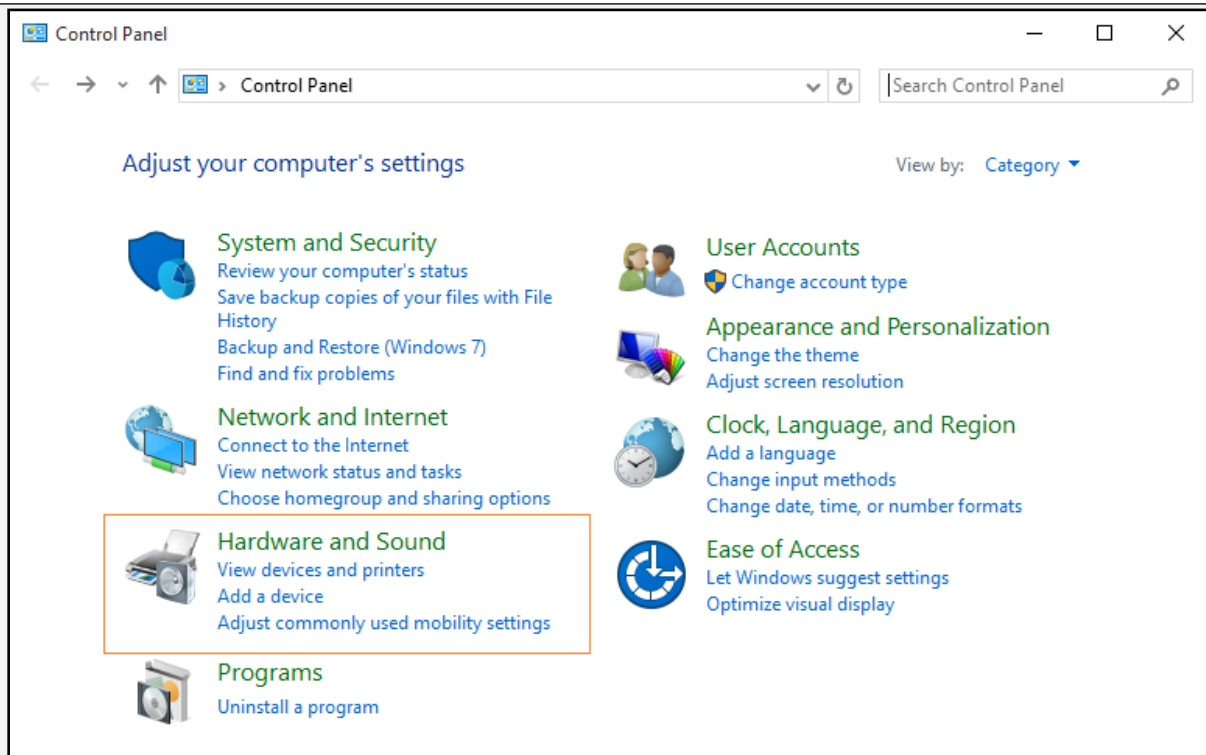 Control Panel
Control Panel
Search Control Panel
Adjust your computer's settings
View by: Category
System and Security
Review your computer's status
Save backup copies of your files with File
History
Backup and Restore (Windows 7)
Find and fix problems
Network and Internet
Connect to the Internet
View network status and tasks
Choose homegroup and sharing options
Hardware and Sound
View devices and printers
Add a device
Adjust commonly used mobility settings
Programs
Uninstall a program
User Accounts
Change account type
Appearance and Personalization
Change the theme
Adjust screen resolution
Clock, Language, and Region
Add a language
Change input methods
Change date, time, or number formats
Ease of Access
Let Windows suggest settings
Optimize visual display